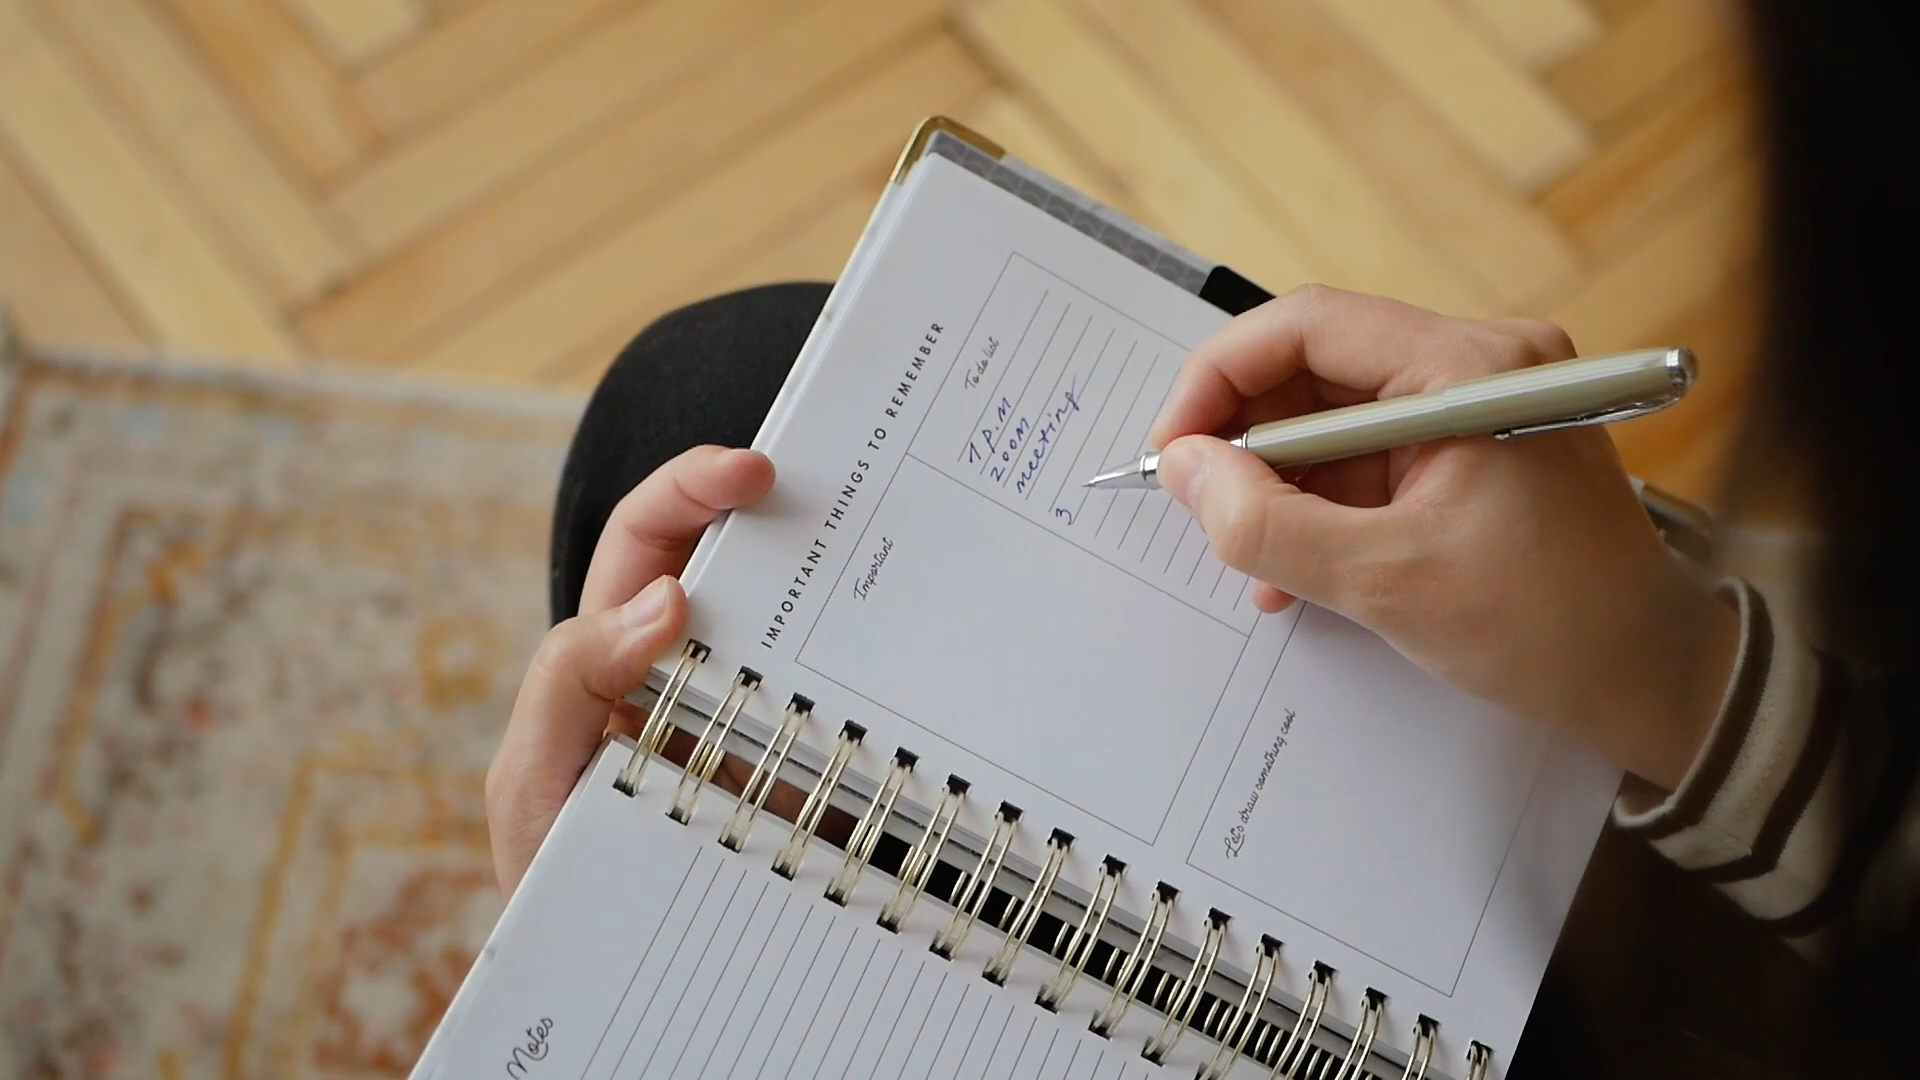 IMPORTANT THINGS TO REMEMBER
To do list
1 P.M
zoom
meeting
3
Important
Let's draw something cool
Notes